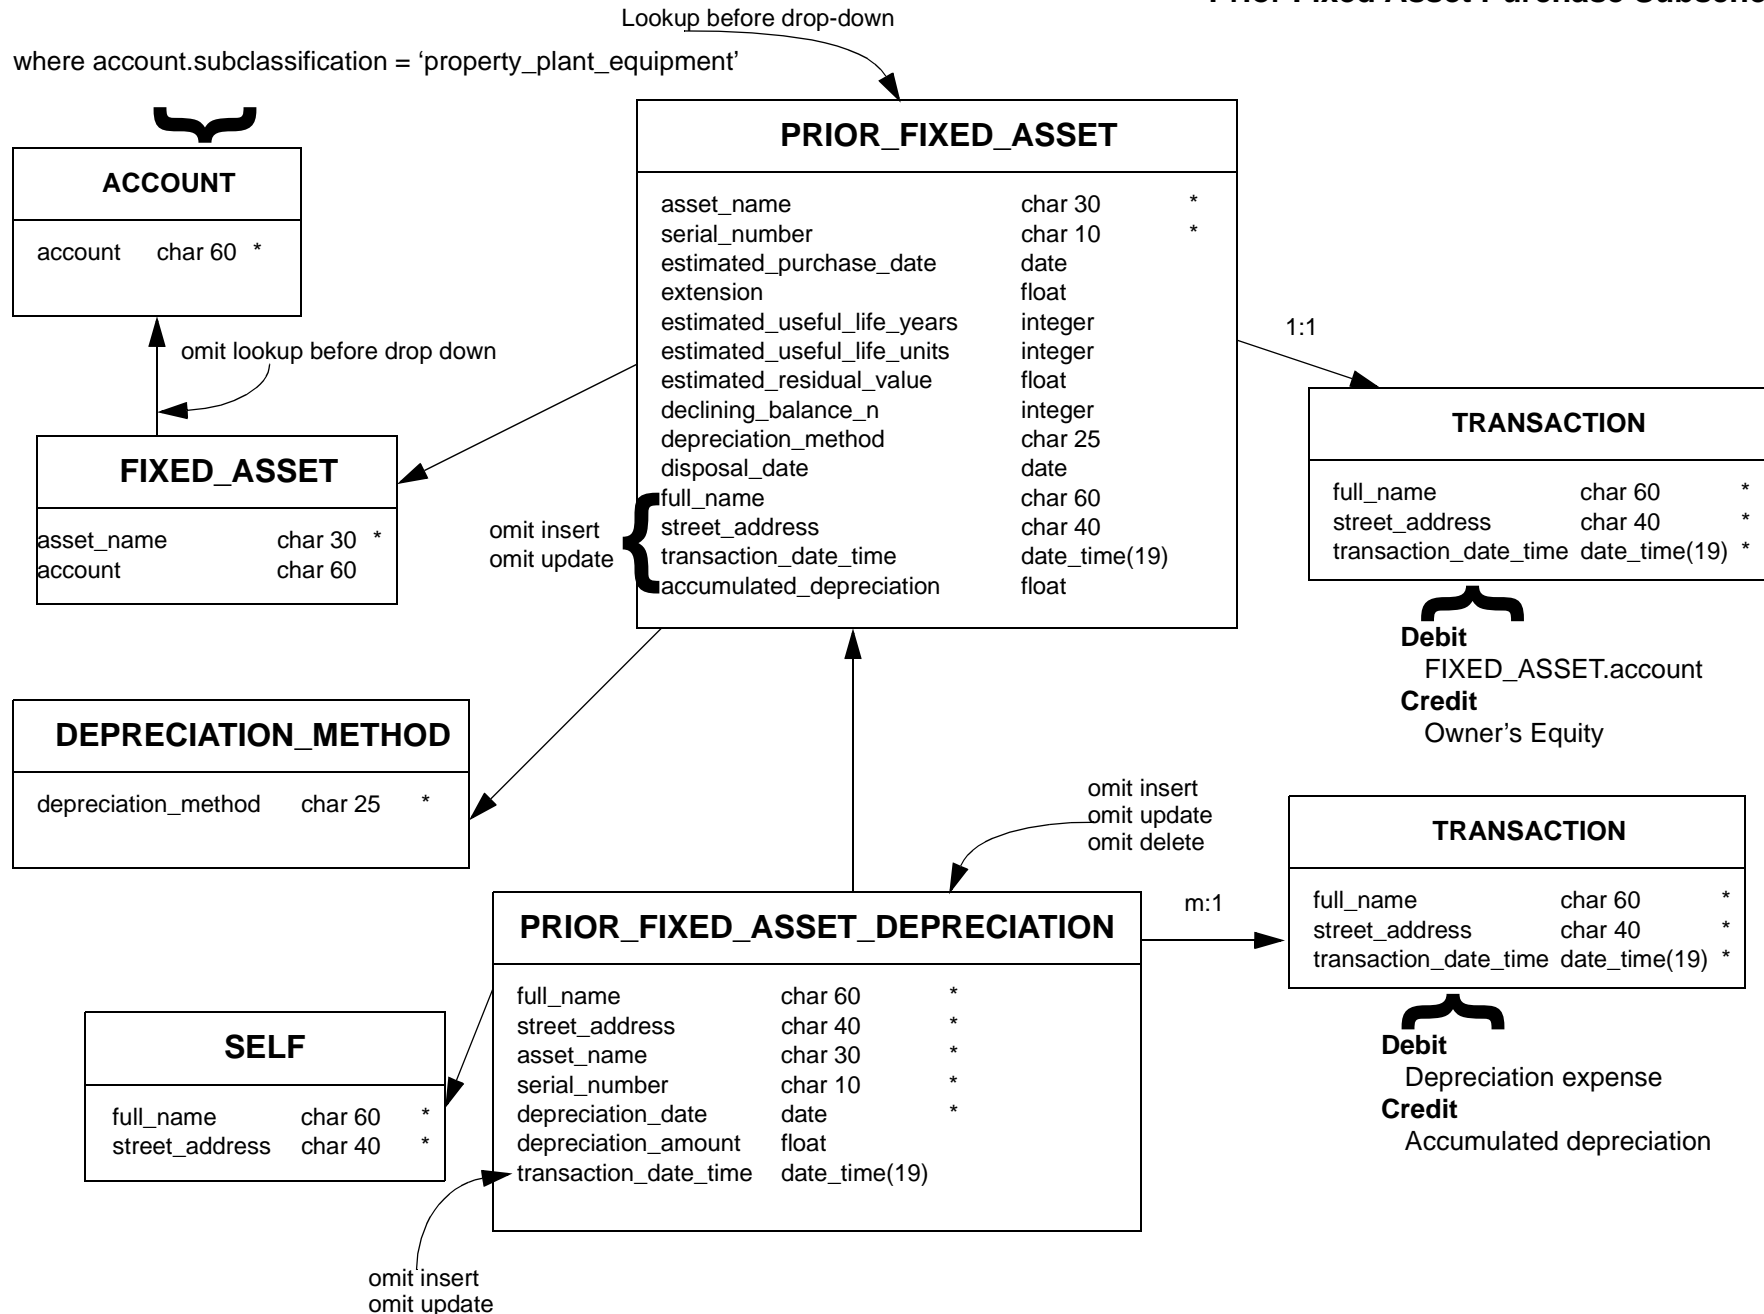 Prior Fixed Asset Purchase
Lookup before drop-down
where account.subclassification = ‘property_plant_equipment’
PRIOR_FIXED_ASSET
asset_name char 30 *
serial_number char 10 *
estimated_purchase_date date
extension float
estimated_useful_life_years integer
estimated_useful_life_units integer
estimated_residual_value float
declining_balance_n integer
depreciation_method char 25
disposal_date date
full_name char 60
street_address char 40
transaction_date_time date_time(19)
accumulated_depreciation float
omit insert
omit update
ACCOUNT
account char 60 *
omit lookup before drop down
FIXED_ASSET
asset_name char 30 *
account char 60
1:1
TRANSACTION
full_name char 60 *
street_address char 40 *
transaction_date_time date_time(19) *
Debit
FIXED_ASSET.account
Credit
Owner’s Equity
DEPRECIATION_METHOD
depreciation_method char 25 *
omit insert
omit update
omit delete
PRIOR_FIXED_ASSET_DEPRECIATION
full_name char 60 *
street_address char 40 *
asset_name char 30 *
serial_number char 10 *
depreciation_date date *
depreciation_amount float
transaction_date_time date_time(19)
m:1
TRANSACTION
full_name char 60 *
street_address char 40 *
transaction_date_time date_time(19) *
Debit
Depreciation expense
Credit
Accumulated depreciation
SELF
full_name char 60 *
street_address char 40 *
omit insert
omit update